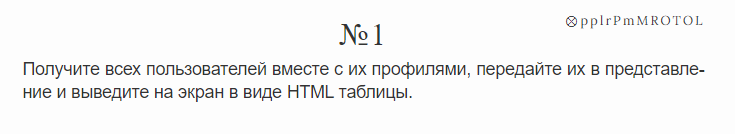 ⊗pplrPmMROTOL
№1
Получите всех пользователей вместе с их профилями, передайте их в представле-
ние и выведите на экран в виде HTML таблицы.